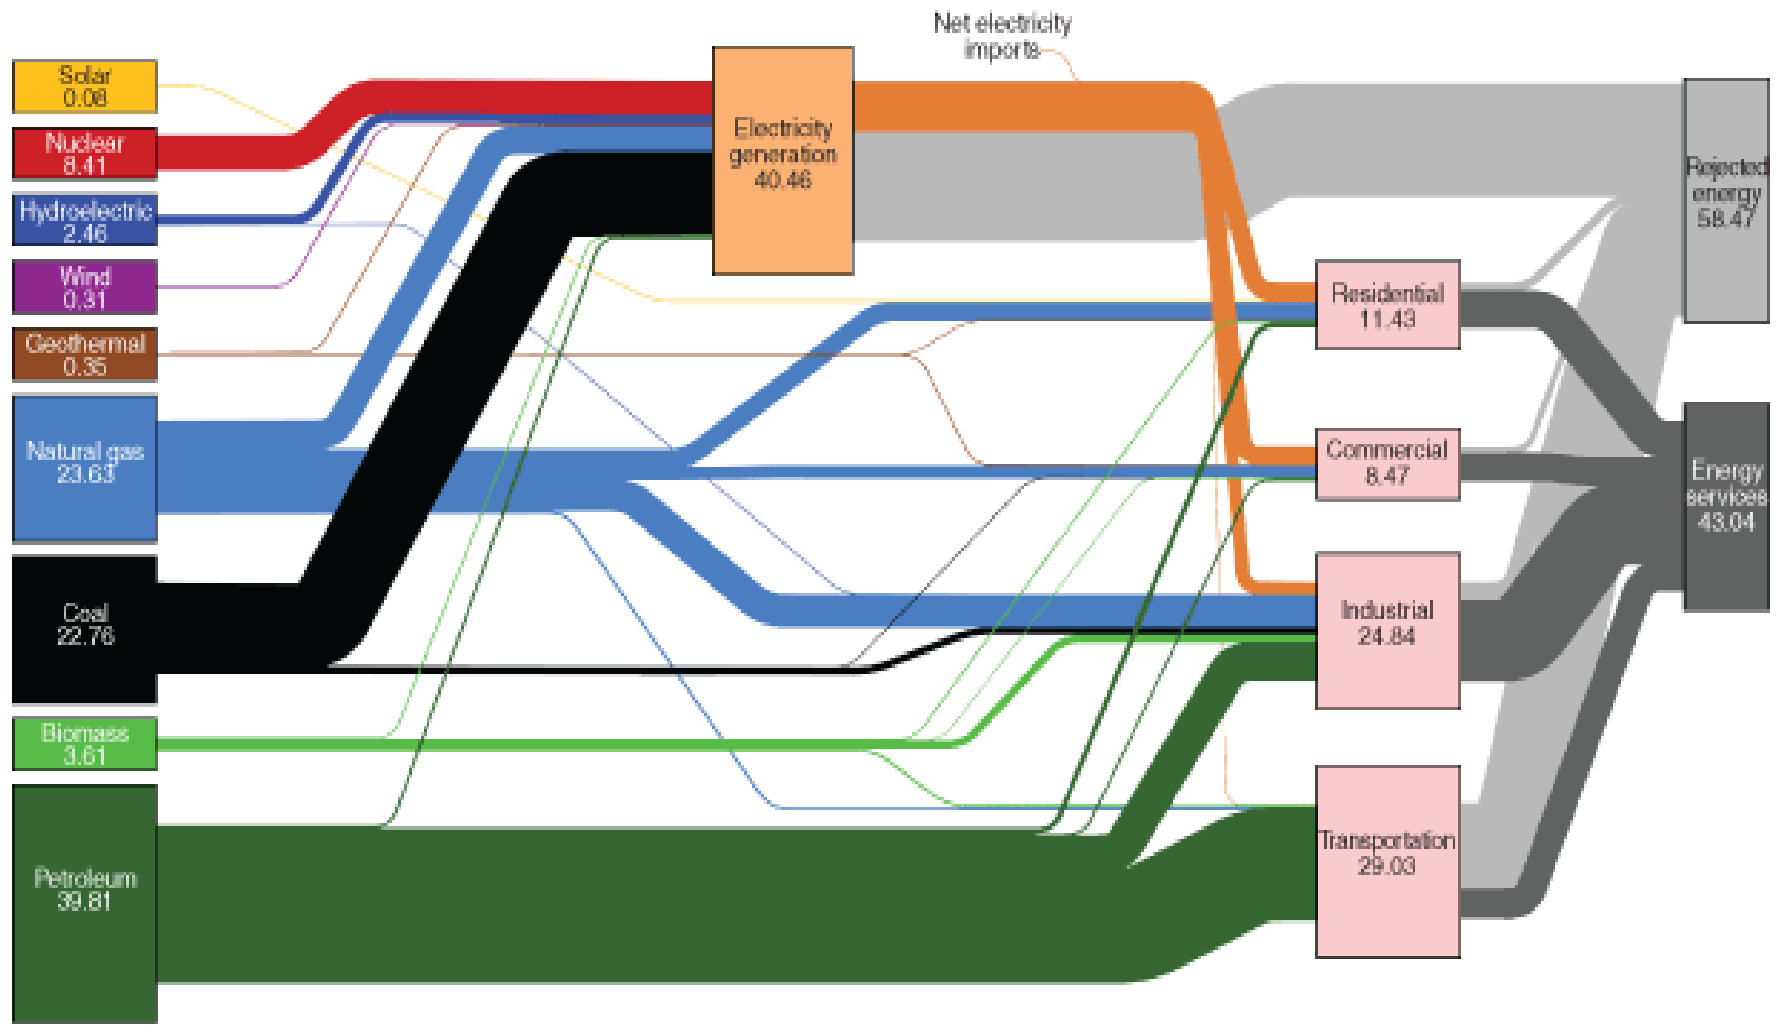 Net electricity
imports
Solar
0.08
Nuclear
8.41
Hydroelectric
2.46
Wind
0.31
Geothermal
0.35
Natural gas
23.63
Coal
22.76
Biomass
3.61
Petroleum
39.81
Electricity
generation
40.46
Residential
11.43
Commercial
8.47
Industrial
24.84
Transportation
29.03
Rejected
energy
58.47
Energy
services
43.04